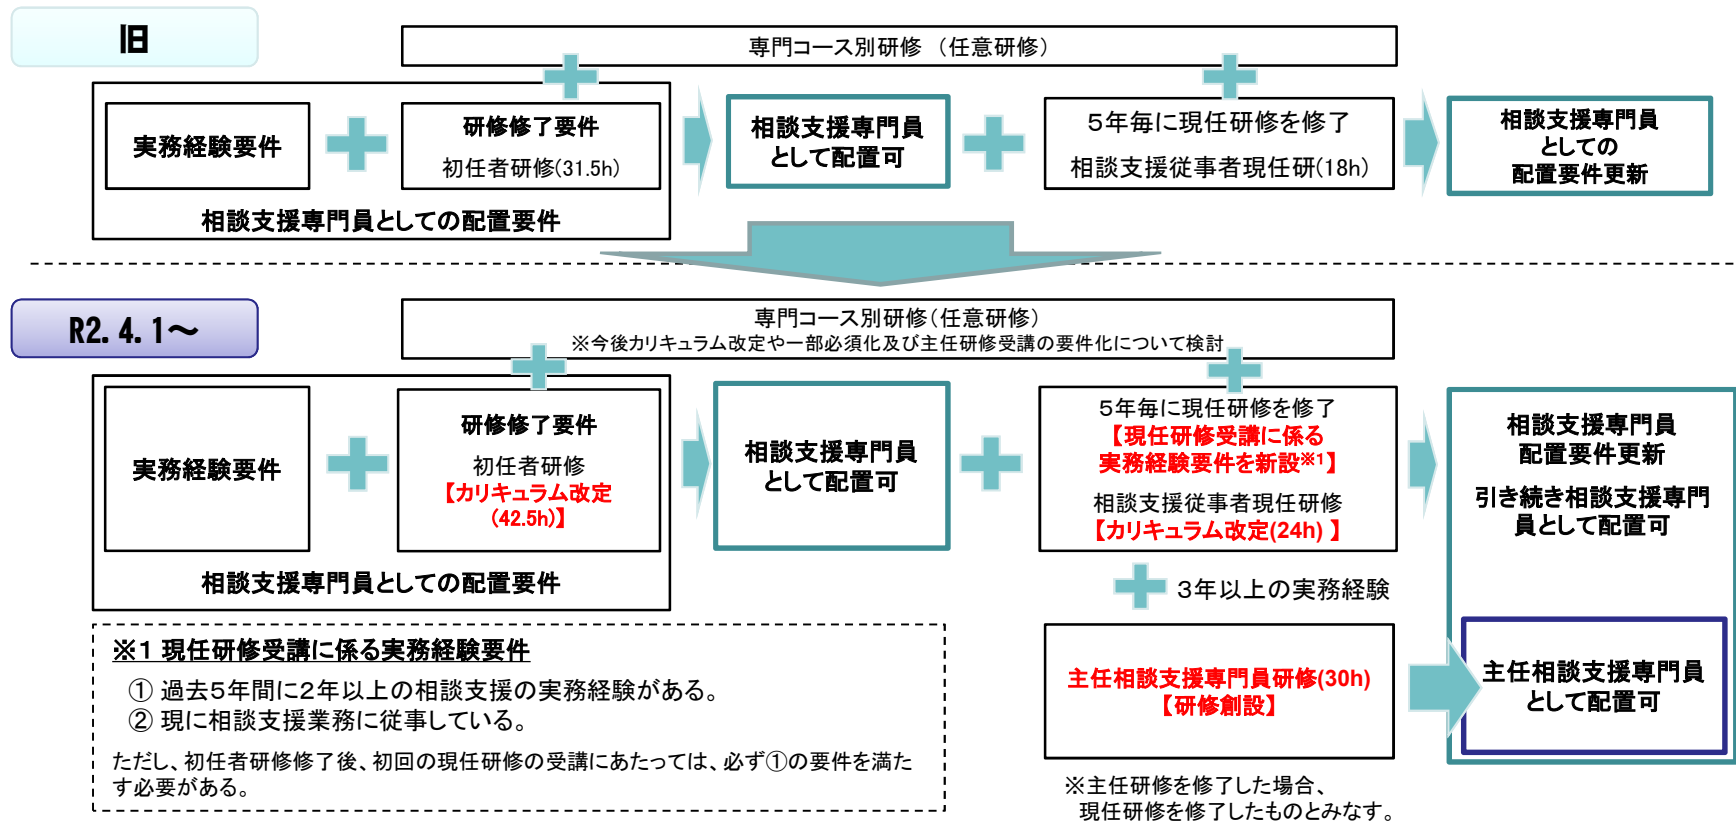 旧
専門コース別研修 （任意研修）
実務経験要件
研修修了要件
初任者研修(31.5h)
相談支援専門員としての配置要件
相談支援専門員
として配置可
５年毎に現任研修を修了
相談支援従事者現任研(18h)
相談支援専門員
としての
配置要件更新
R2.4.1～
専門コース別研修（任意研修）
※今後カリキュラム改定や一部必須化及び主任研修受講の要件化について検討
実務経験要件
研修修了要件
初任者研修
【カリキュラム改定
(42.5h)】
相談支援専門員としての配置要件
相談支援専門員
として配置可
５年毎に現任研修を修了
【現任研修受講に係る
実務経験要件を新設※1】
相談支援従事者現任研修
【カリキュラム改定(24h) 】
３年以上の実務経験
主任相談支援専門員研修(30h)
【研修創設】
※主任研修を修了した場合、
現任研修を修了したものとみなす。
相談支援専門員
配置要件更新
引き続き相談支援専門
員として配置可
主任相談支援専門員
として配置可
※１ 現任研修受講に係る実務経験要件
① 過去５年間に２年以上の相談支援の実務経験がある。
② 現に相談支援業務に従事している。
ただし、初任者研修修了後、初回の現任研修の受講にあたっては、必ず①の要件を満た
す必要がある。